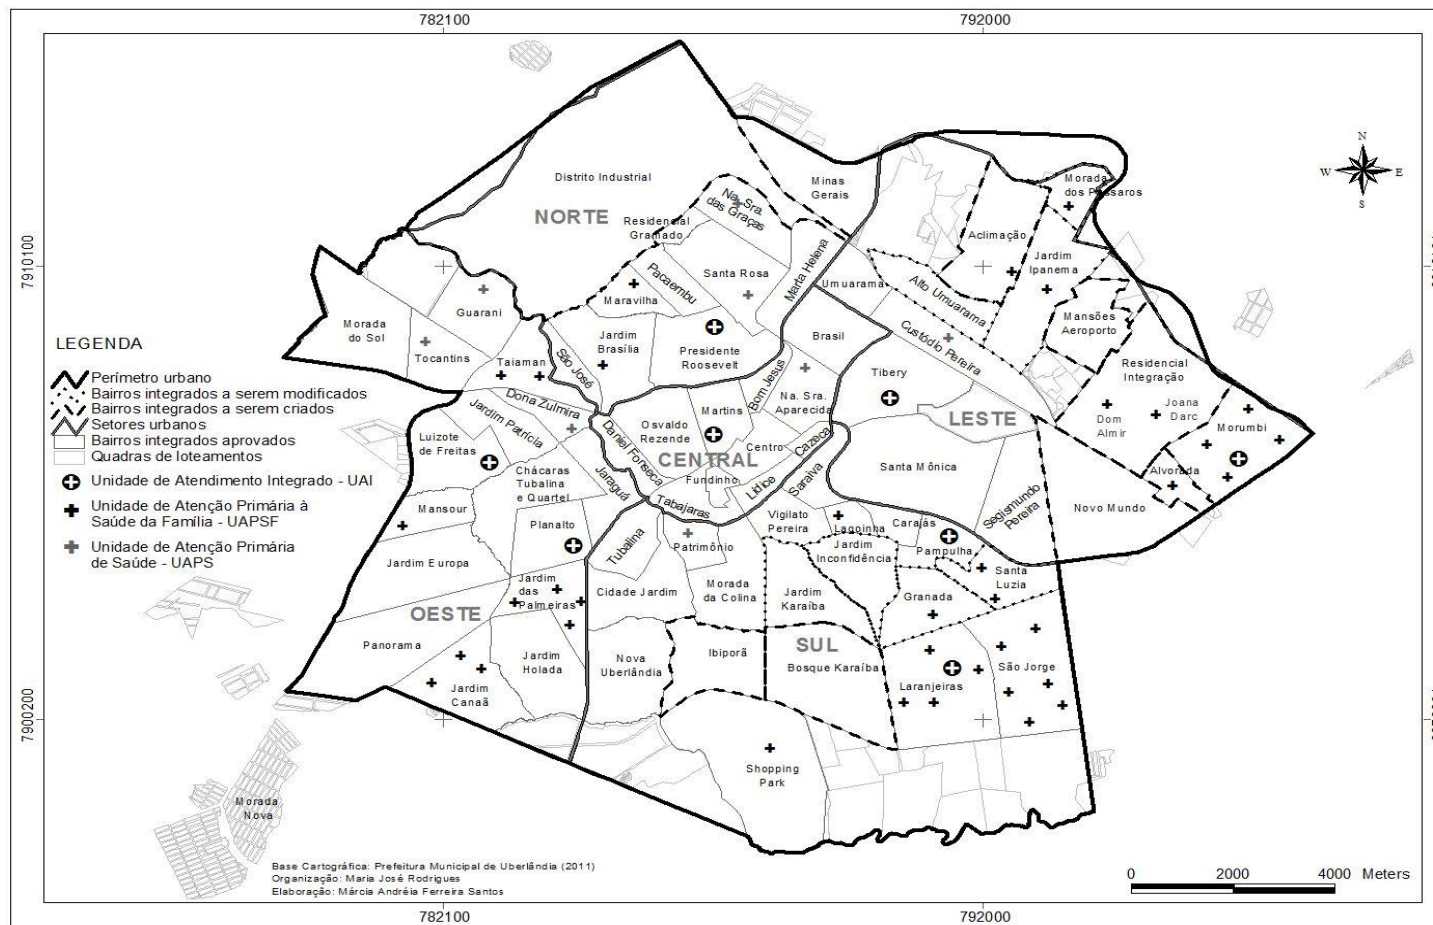 782100
792000
7910100
7900200
N
W
E
S
Distrito Industrial
NORTE
Minas
Gerais
Na. Sra.
das Graças
Residencial
Gramado
Morada
dos Pássaros
Aclimação
Jardim
Ipanema
Santa Rosa
Marta Helena
Pacaembu
Maravilha
Umuarama
Alto Umuarama
Custódio Pereira
Mansões
Aeroporto
Guarani
Morada
do Sol
Tocantins
Taiaman
São José
Jardim
Brasília
Presidente
Roosevelt
Brasil
Tibery
Residencial
Integração
LESTE
Dom
Almir
Joana
Darc
Morumbi
Alvorada
Novo Mundo
Dona Zulmira
Jardim Patrícia
Luizote
de Freitas
Chácaras
Tubalina
e Quartel
Jaraguá
Daniel Fonseca
Osvaldo
Rezende
Martins
Bom Jesus
Na. Sra.
Aparecida
CENTRAL
Centro
Cazeca
Fundinho
Lídice
Tabajaras
Saraiva
Santa Mônica
Segismundo
Pereira
Mansour
Planalto
Jardim Europa
Tubalina
Patrimônio
Vigilato
Pereira
Lagoinha
Carajás
Pampulha
Jardim
Inconfidência
Santa
Luzia
Jardim
das
Palmeiras
Cidade Jardim
Morada
da Colina
Jardim
Karaíba
Granada
OESTE
SUL
Panorama
Jardim
Holada
Nova
Uberlândia
Ibiporã
Bosque Karaíba
Laranjeiras
São Jorge
Jardim
Canaã
Shopping
Park
Morada
Nova
LEGENDA
Perímetro urbano
Bairros integrados a serem modificados
Bairros integrados a serem criados
Setores urbanos
Bairros integrados aprovados
Quadras de loteamentos
Unidade de Atendimento Integrado - UAI
Unidade de Atenção Primária à
Saúde da Família - UAPSF
Unidade de Atenção Primária
de Saúde - UAPS
Base Cartográfica: Prefeitura Municipal de Uberlândia (2011)
Organização: Maria José Rodrigues
Elaboração: Márcia Andréia Ferreira Santos
0 2000 4000 Meters
782100
792000